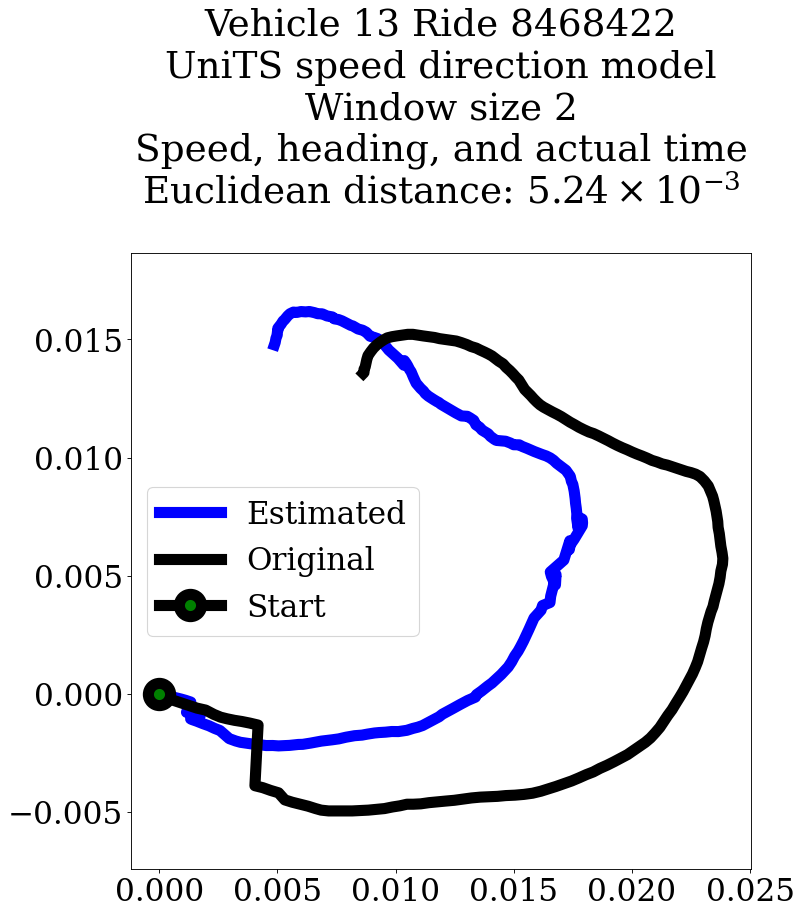 Vehicle 13 Ride 8468422
UniTS speed direction model
Window size 2
Speed, heading, and actual time
Euclidean distance: 5.24 × 10⁻³
0.015
0.010
0.005
0.000
−0.005
Estimated
Original
Start
0.000 0.005 0.010 0.015 0.020 0.025